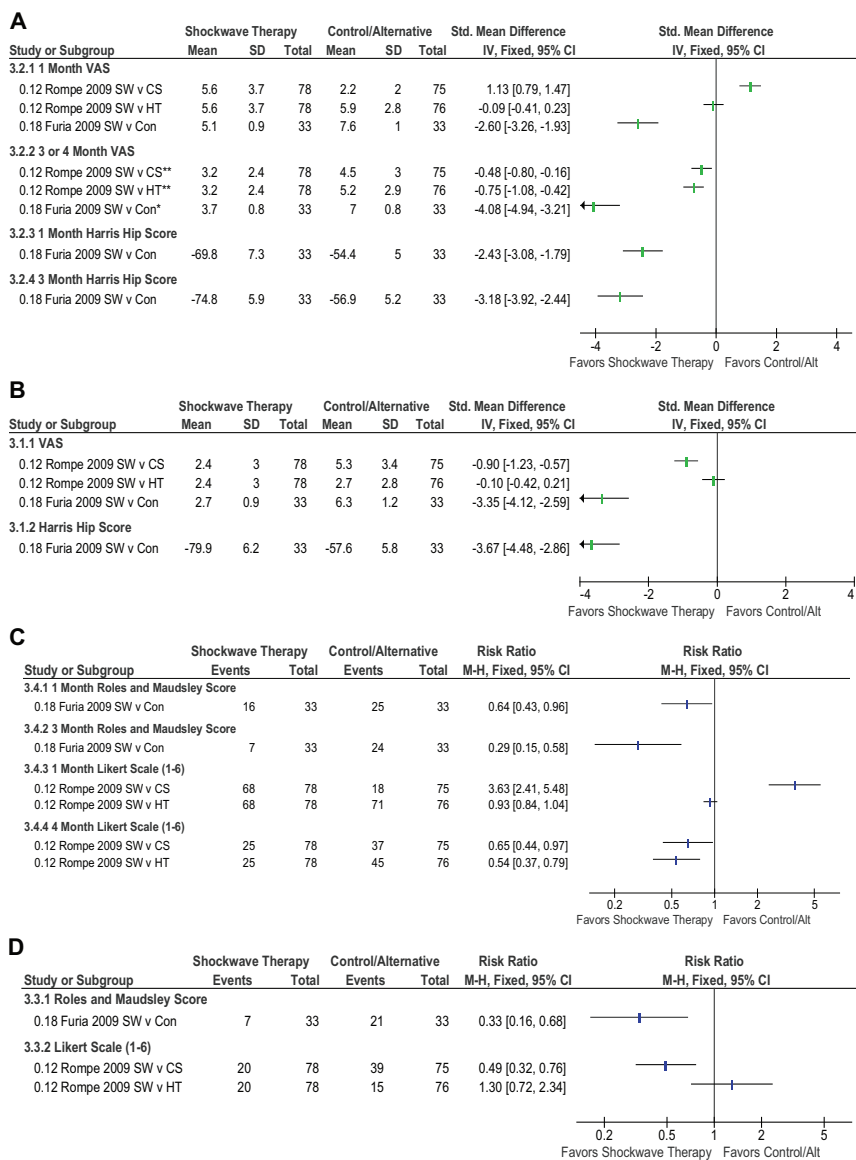 A
Shockwave Therapy Control/Alternative Std. Mean Difference Std. Mean Difference
Study or Subgroup Mean SD Total Mean SD Total IV, Fixed, 95% CI IV, Fixed, 95% CI
3.2.1 1 Month VAS
0.12 Rompe 2009 SW v CS 5.6 3.7 78 2.2 2 75 1.13 [0.79, 1.47]
0.12 Rompe 2009 SW v HT 5.6 3.7 78 5.9 2.8 76 -0.09 [-0.41, 0.23]
0.18 Furia 2009 SW v Con 5.1 0.9 33 7.6 1 33 -2.60 [-3.26, -1.93]
3.2.2 3 or 4 Month VAS
0.12 Rompe 2009 SW v CS** 3.2 2.4 78 4.5 3 75 -0.48 [-0.80, -0.16]
0.12 Rompe 2009 SW v HT** 3.2 2.4 78 5.2 2.9 76 -0.75 [-1.08, -0.42]
0.18 Furia 2009 SW v Con* 3.7 0.8 33 7 0.8 33 -4.08 [-4.94, -3.21]
3.2.3 1 Month Harris Hip Score
0.18 Furia 2009 SW v Con -69.8 7.3 33 -54.4 5 33 -2.43 [-3.08, -1.79]
3.2.4 3 Month Harris Hip Score
0.18 Furia 2009 SW v Con -74.8 5.9 33 -56.9 5.2 33 -3.18 [-3.92, -2.44]
-4 -2 0 2 4
Favors Shockwave Therapy Favors Control/Alt
B
Shockwave Therapy Control/Alternative Std. Mean Difference Std. Mean Difference
Study or Subgroup Mean SD Total Mean SD Total IV, Fixed, 95% CI IV, Fixed, 95% CI
3.1.1 VAS
0.12 Rompe 2009 SW v CS 2.4 3 78 5.3 3.4 75 -0.90 [-1.23, -0.57]
0.12 Rompe 2009 SW v HT 2.4 3 78 2.7 2.8 76 -0.10 [-0.42, 0.21]
0.18 Furia 2009 SW v Con 2.7 0.9 33 6.3 1.2 33 -3.35 [-4.12, -2.59]
3.1.2 Harris Hip Score
0.18 Furia 2009 SW v Con -79.9 6.2 33 -57.6 5.8 33 -3.67 [-4.48, -2.86]
-4 -2 0 2 4
Favors Shockwave Therapy Favors Control/Alt
C
Shockwave Therapy Control/Alternative Risk Ratio Risk Ratio
Study or Subgroup Events Total Events Total M-H, Fixed, 95% CI M-H, Fixed, 95% CI
3.4.1 1 Month Roles and Maudsley Score
0.18 Furia 2009 SW v Con 16 33 25 33 0.64 [0.43, 0.96]
3.4.2 3 Month Roles and Maudsley Score
0.18 Furia 2009 SW v Con 7 33 24 33 0.29 [0.15, 0.58]
3.4.3 1 Month Likert Scale (1-6)
0.12 Rompe 2009 SW v CS 68 78 18 75 3.63 [2.41, 5.48]
0.12 Rompe 2009 SW v HT 68 78 71 76 0.93 [0.84, 1.04]
3.4.4 4 Month Likert Scale (1-6)
0.12 Rompe 2009 SW v CS 25 78 37 75 0.65 [0.44, 0.97]
0.12 Rompe 2009 SW v HT 25 78 45 76 0.54 [0.37, 0.79]
0.2 0.5 1 2 5
Favors Shockwave Therapy Favors Control/Alt
D
Shockwave Therapy Control/Alternative Risk Ratio Risk Ratio
Study or Subgroup Events Total Events Total M-H, Fixed, 95% CI M-H, Fixed, 95% CI
3.3.1 Roles and Maudsley Score
0.18 Furia 2009 SW v Con 7 33 21 33 0.33 [0.16, 0.68]
3.3.2 Likert Scale (1-6)
0.12 Rompe 2009 SW v CS 20 78 39 75 0.49 [0.32, 0.76]
0.12 Rompe 2009 SW v HT 20 78 15 76 1.30 [0.72, 2.34]
0.2 0.5 1 2 5
Favors Shockwave Therapy Favors Control/Alt